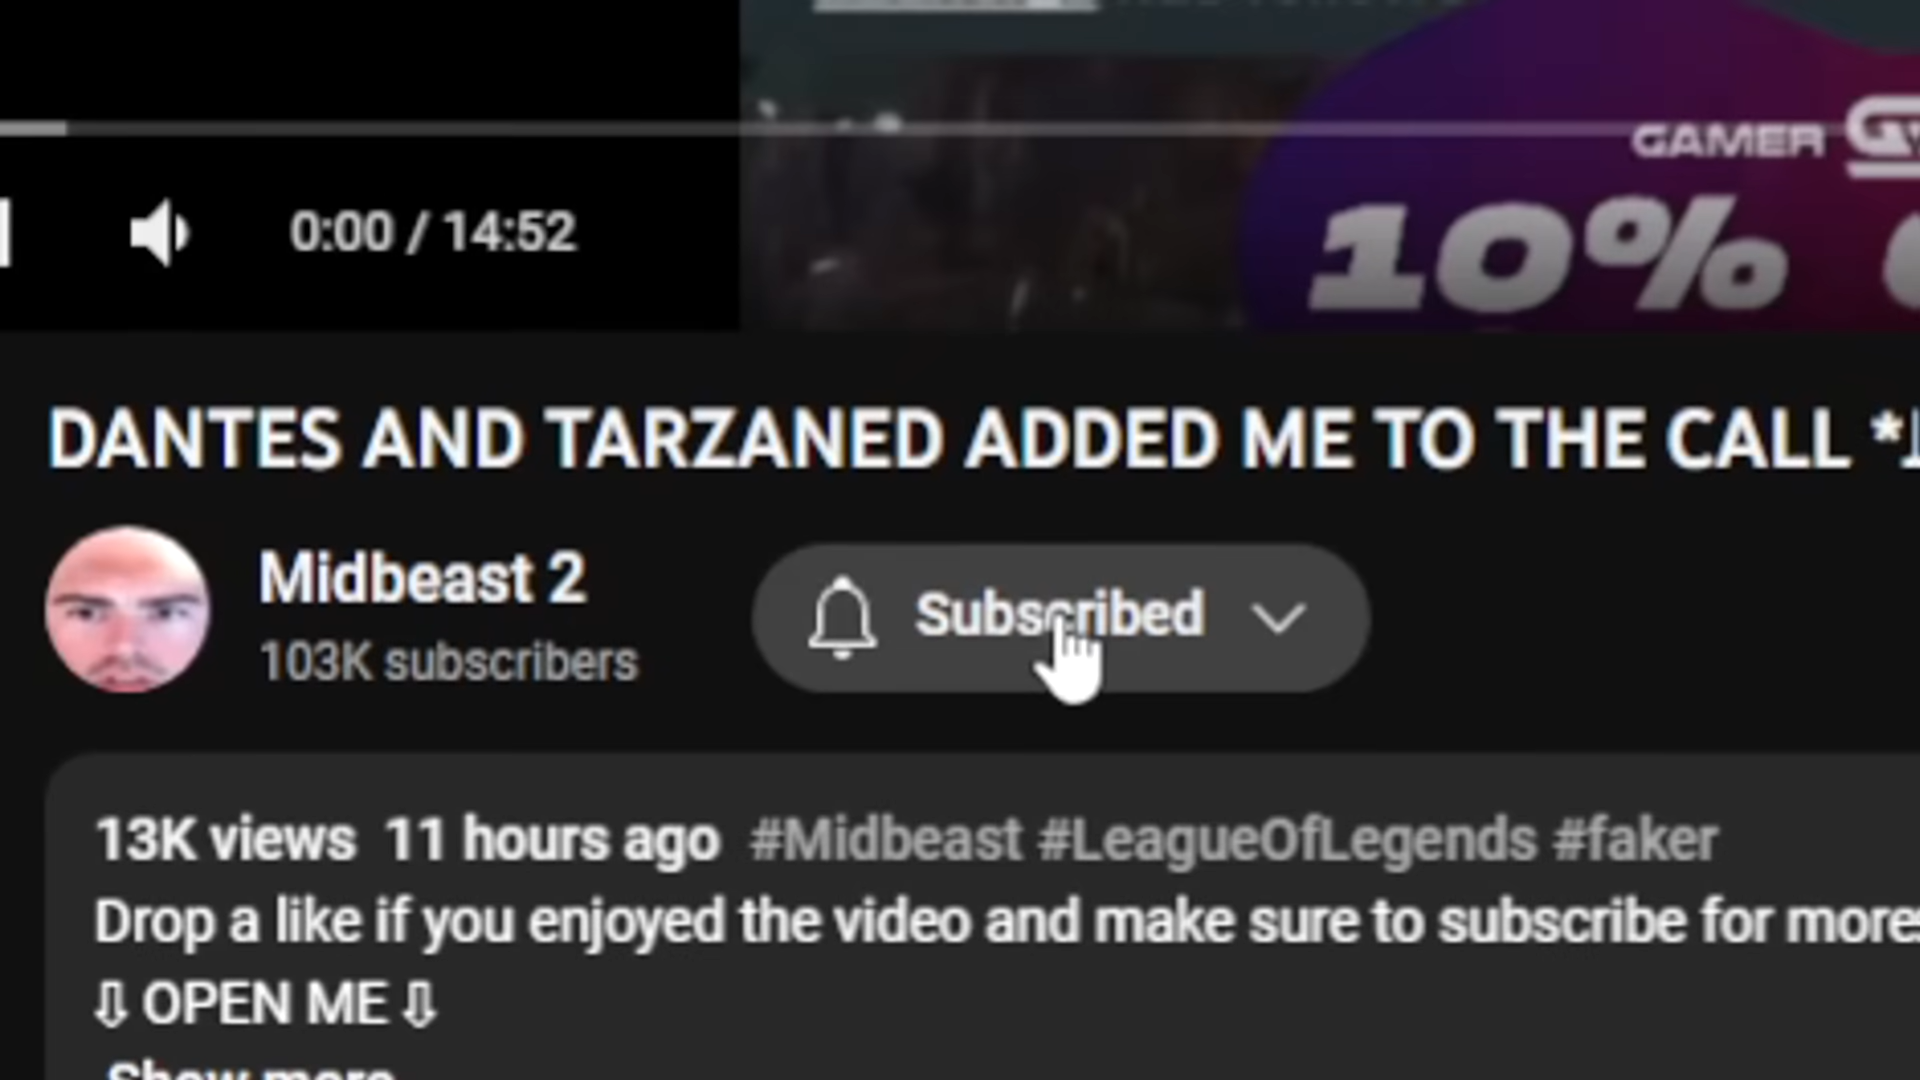 GAMER
10%
0:00 / 14:52
DANTES AND TARZANED ADDED ME TO THE CALL *
Midbeast 2
103K subscribers
Subscribed
13K views 11 hours ago #Midbeast #LeagueOfLegends #faker
Drop a like if you enjoyed the video and make sure to subscribe for more
⇩ OPEN ME ⇩
Show more